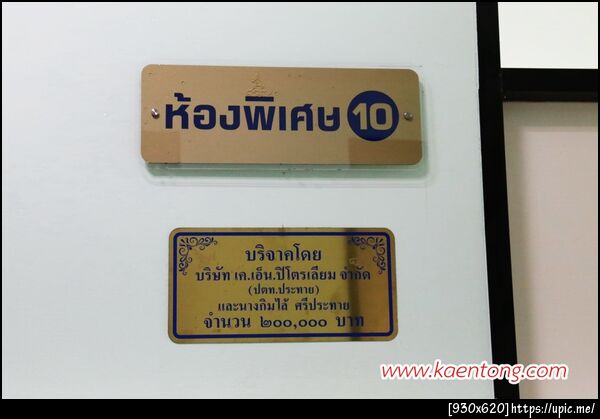 ห้องพิเศษ 10
บริจาคโดย
บริษัท เค.เอ็น.ปิโตรเลียม จำกัด
(ปตท.ประทาย)
และนางกิมไล้ ศรีประทาย
จำนวน ๒๐๐,๐๐๐ บาท
www.kaentong.com
[930x620]https://upic.me/